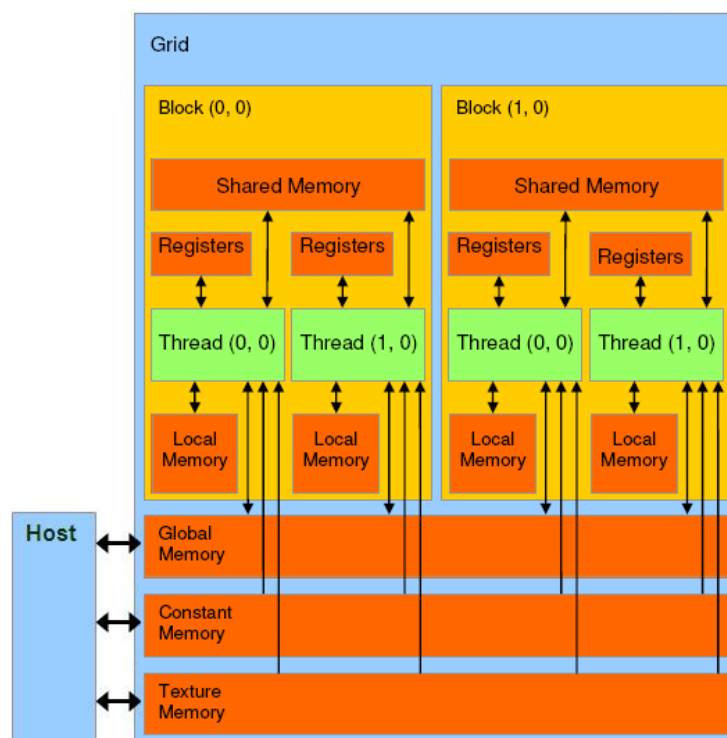 Grid
Block (0, 0)
Shared Memory
Registers
Registers
Thread (0, 0)
Thread (1, 0)
Local
Memory
Local
Memory
Block (1, 0)
Shared Memory
Registers
Registers
Thread (0, 0)
Thread (1, 0)
Local
Memory
Local
Memory
Host
Global
Memory
Constant
Memory
Texture
Memory